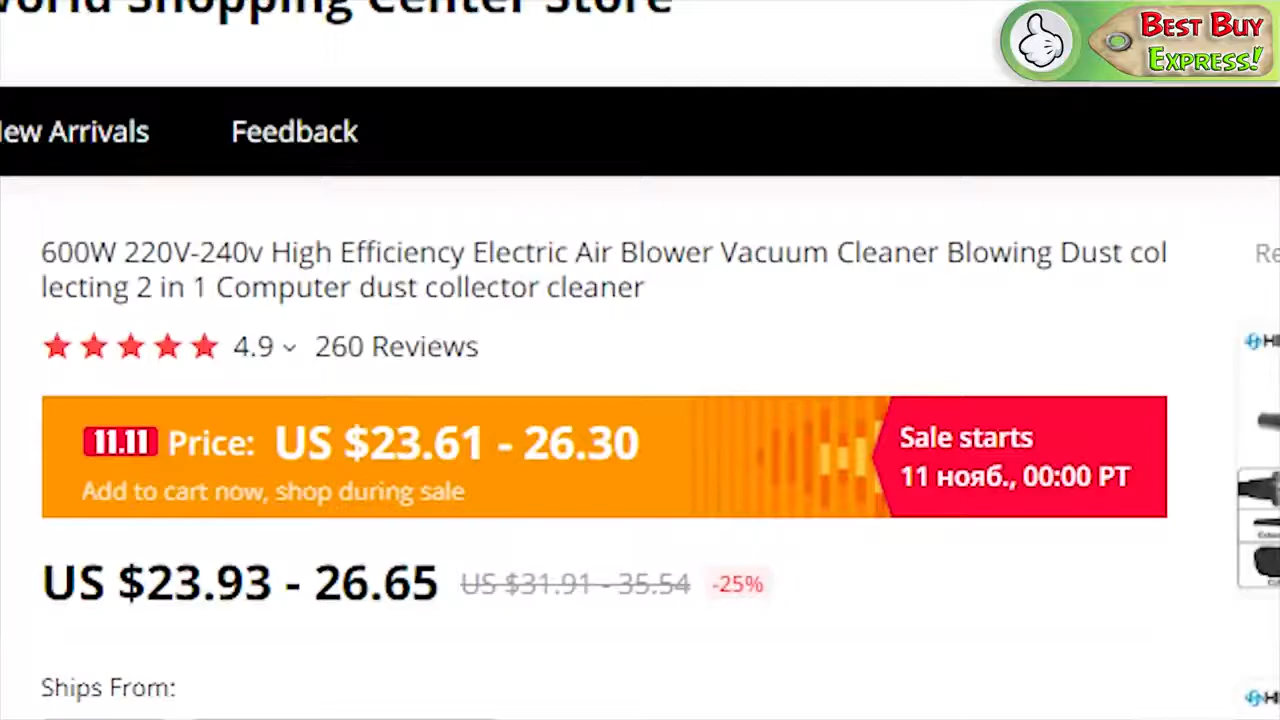 Shopping Center Store
BEST BUY
EXPRESS!
Arrivals
Feedback
600W 220V-240v High Efficiency Electric Air Blower Vacuum Cleaner Blowing Dust col
lecting 2 in 1 Computer dust collector cleaner
4.9
260 Reviews
11.11 Price: US $23.61 - 26.30
Add to cart now, shop during sale
Sale starts
11 нояб., 00:00 PT
US $23.93 - 26.65 US $31.91 - 35.54 -25%
Ships From: